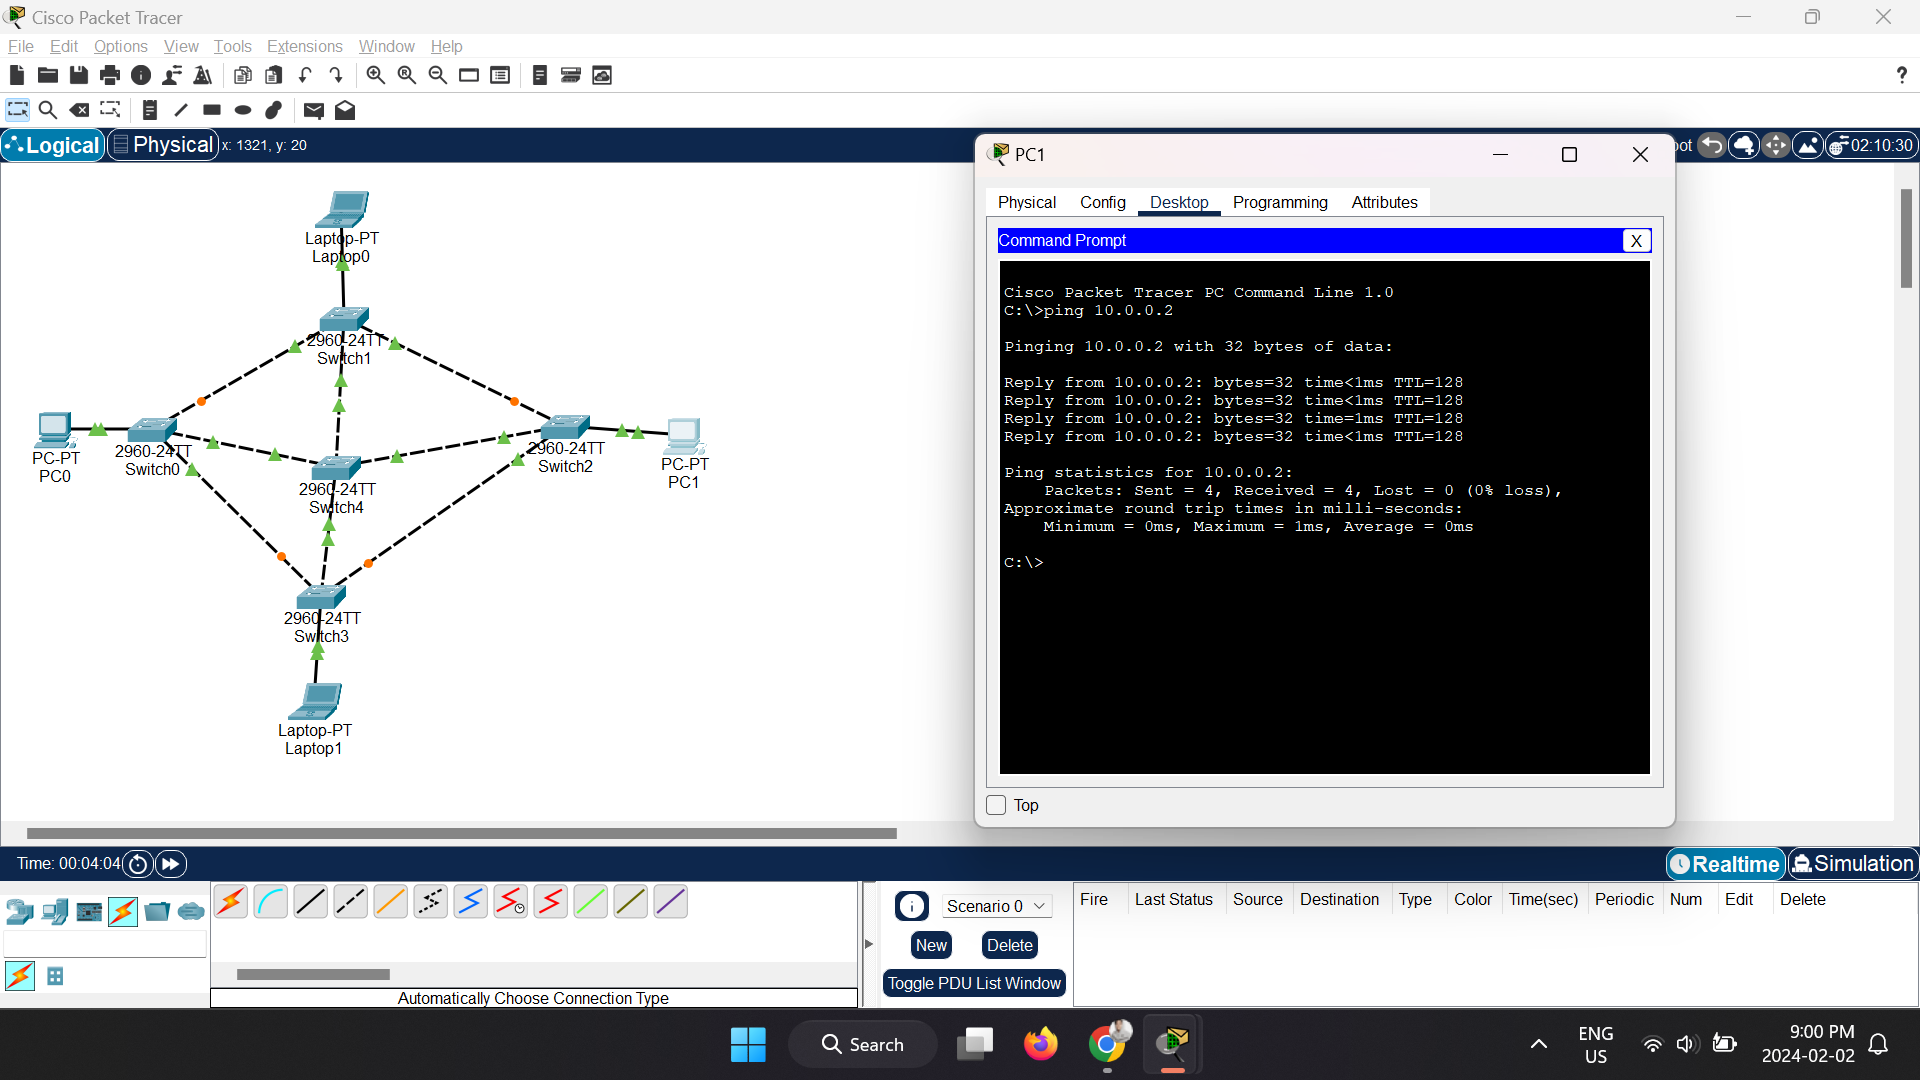 Cisco Packet Tracer
File Edit Options View Tools Extensions Window Help
?
Logical Physical x: 1321, y: 20
02:10:30
PC1
Physical Config Desktop Programming Attributes
Command Prompt
X
Cisco Packet Tracer PC Command Line 1.0
C:\>ping 10.0.0.2
Pinging 10.0.0.2 with 32 bytes of data:
Reply from 10.0.0.2: bytes=32 time<1ms TTL=128
Reply from 10.0.0.2: bytes=32 time<1ms TTL=128
Reply from 10.0.0.2: bytes=32 time=1ms TTL=128
Reply from 10.0.0.2: bytes=32 time<1ms TTL=128
Ping statistics for 10.0.0.2:
Packets: Sent = 4, Received = 4, Lost = 0 (0% loss),
Approximate round trip times in milli-seconds:
Minimum = 0ms, Maximum = 1ms, Average = 0ms
C:\>
Top
Laptop-PT
Laptop0
2960-24TT
Switch1
PC-PT
PC0
2960-24TT
Switch0
2960-24TT
Switch4
2960-24TT
Switch2
PC-PT
PC1
2960-24TT
Switch3
Laptop-PT
Laptop1
Time: 00:04:04
Realtime Simulation
Automatically Choose Connection Type
Scenario 0
New Delete
Toggle PDU List Window
Fire Last Status Source Destination Type Color Time(sec) Periodic Num Edit Delete
Search
ENG
US
9:00 PM
2024-02-02